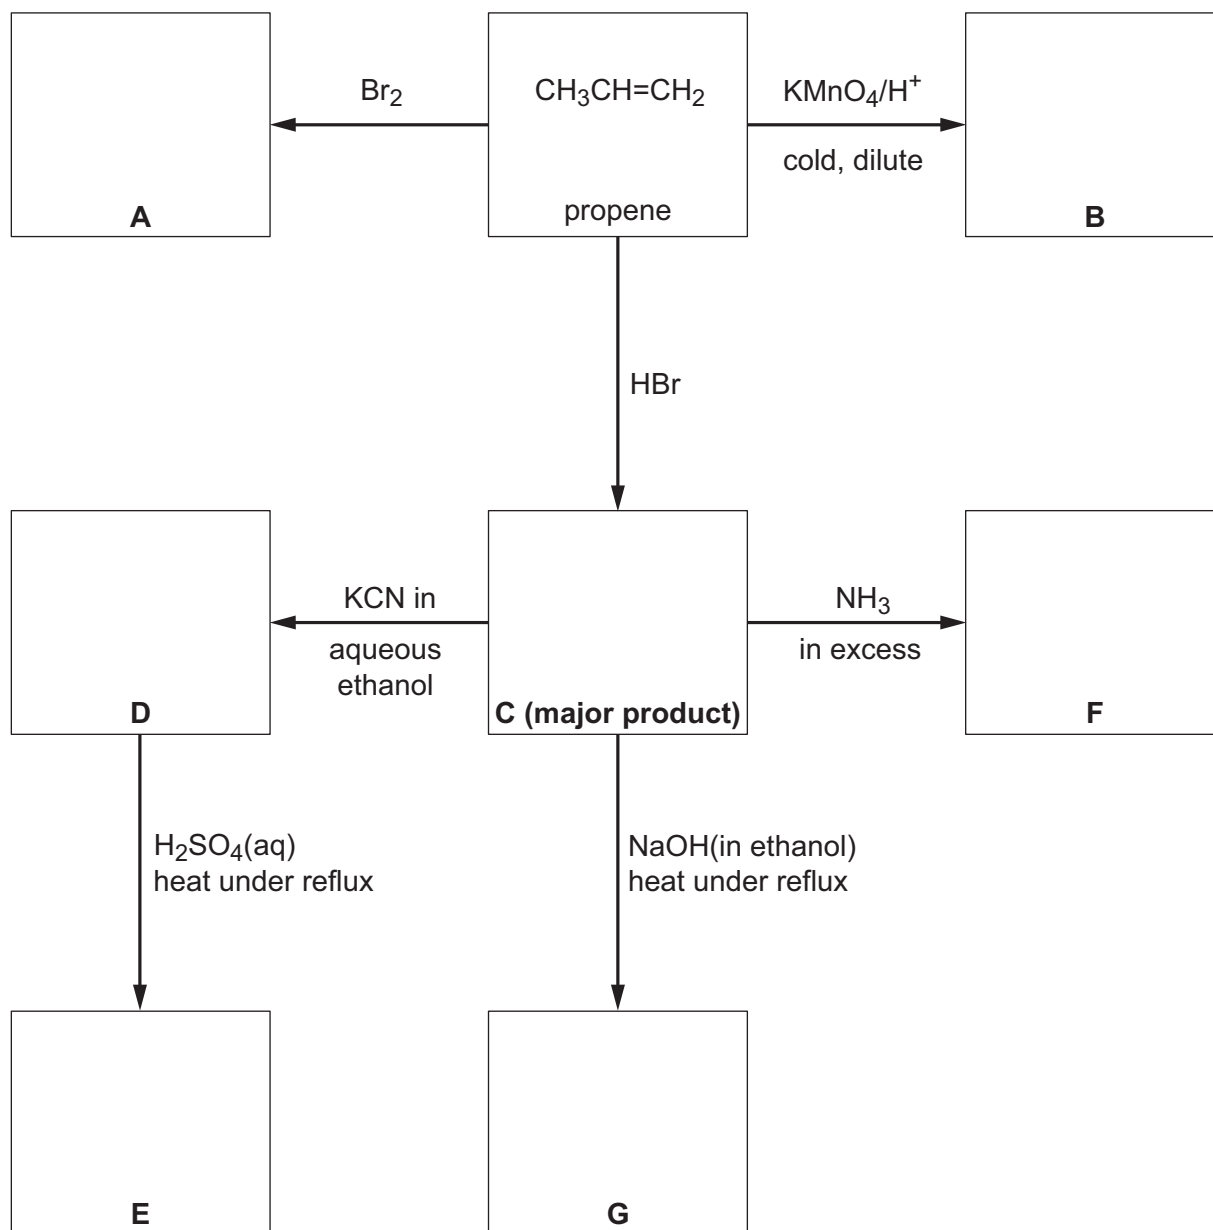 Br₂
CH₃CH=CH₂
KMnO₄/H⁺
cold, dilute
A
propene
B
HBr
KCN in
aqueous
ethanol
NH₃
in excess
D
C (major product)
F
H₂SO₄(aq)
heat under reflux
NaOH(in ethanol)
heat under reflux
E
G